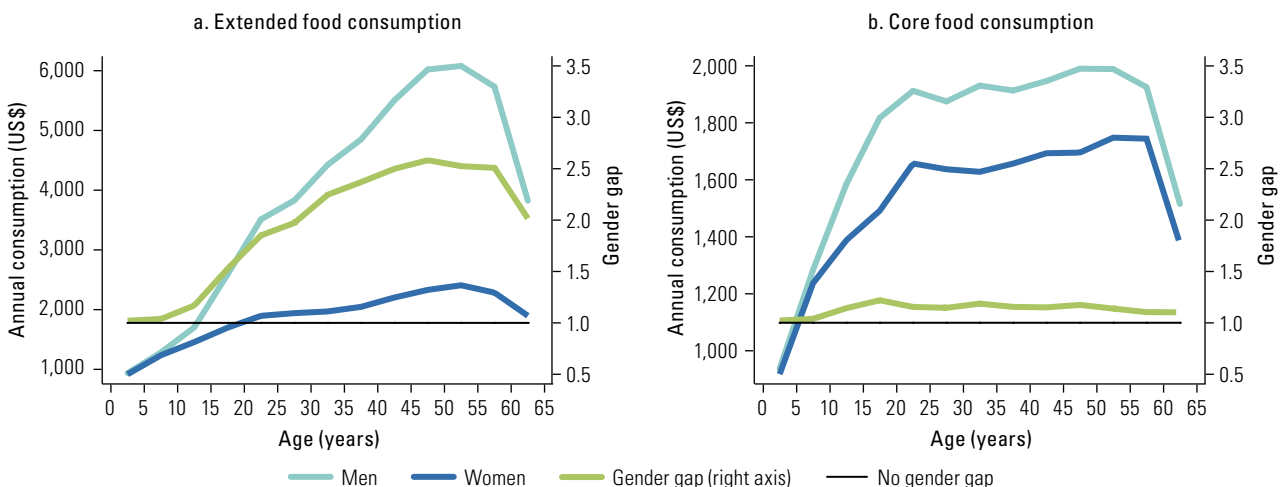 a. Extended food consumption
Annual consumption (US$)
6,000
5,000
4,000
3,000
2,000
1,000
3.5
3.0
2.5
2.0
1.5
1.0
0.5
Gender gap
0 5 10 15 20 25 30 35 40 45 50 55 60 65
Age (years)
b. Core food consumption
Annual consumption (US$)
2,000
1,800
1,600
1,400
1,200
1,000
3.5
3.0
2.5
2.0
1.5
1.0
0.5
Gender gap
0 5 10 15 20 25 30 35 40 45 50 55 60 65
Age (years)
Men Women Gender gap (right axis) No gender gap